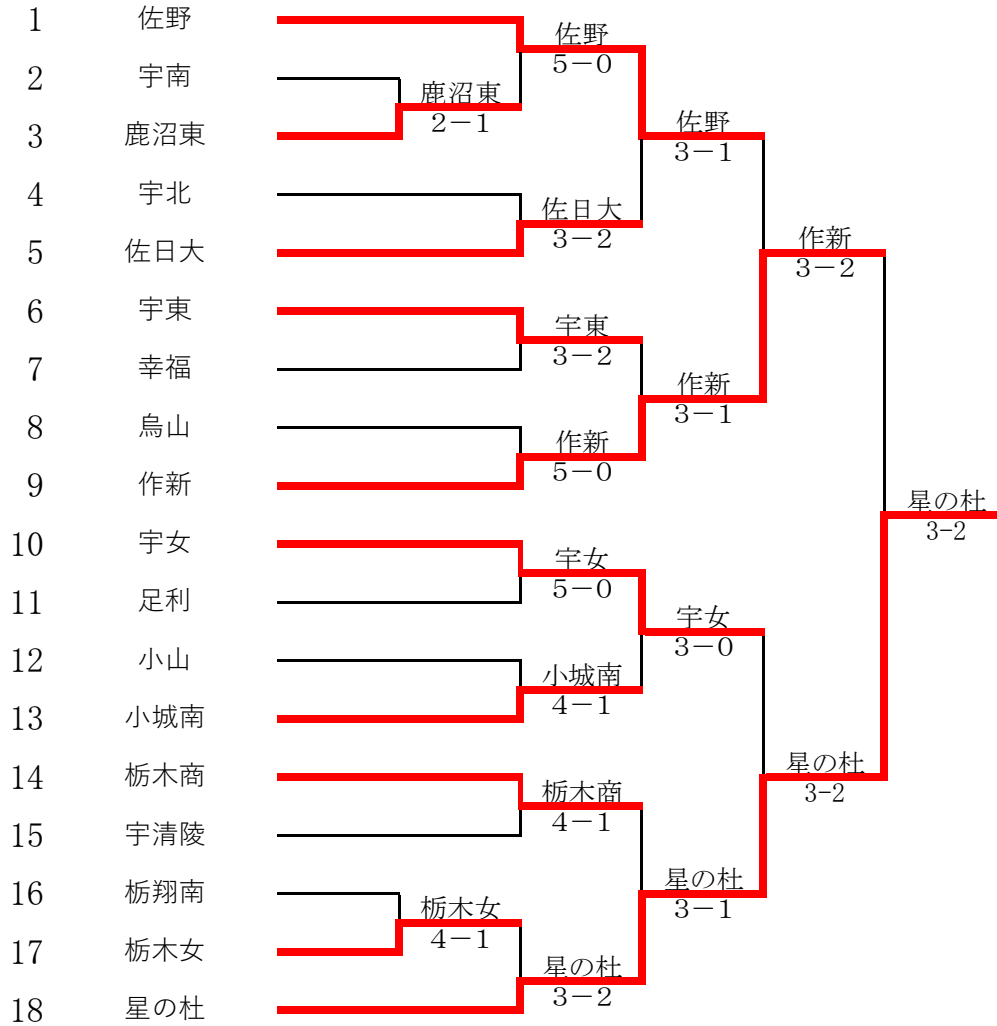 1 佐野
2 宇南
3 鹿沼東
4 宇北
5 佐日大
6 宇東
7 幸福
8 烏山
9 作新
10 宇女
11 足利
12 小山
13 小城南
14 栃木商
15 宇清陵
16 栃翔南
17 栃木女
18 星の杜
鹿沼東
2−1
栃木女
4−1
佐野
5−0
佐日大
3−2
宇東
3−2
作新
5−0
宇女
5−0
小城南
4−1
栃木商
4−1
星の杜
3−2
佐野
3−1
作新
3−1
宇女
3−0
星の杜
3−1
作新
3−2
星の杜
3-2
星の杜
3-2